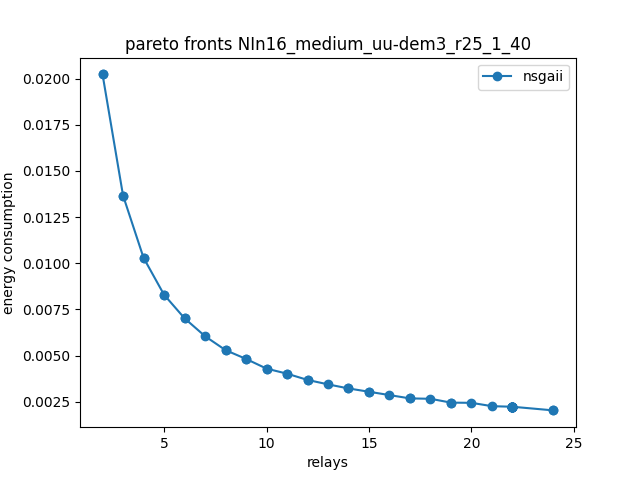 pareto fronts NIn16_medium_uu-dem3_r25_1_40
nsgaii
0.0200
0.0175
0.0150
0.0125
0.0100
0.0075
0.0050
0.0025
energy consumption
5 10 15 20 25
relays